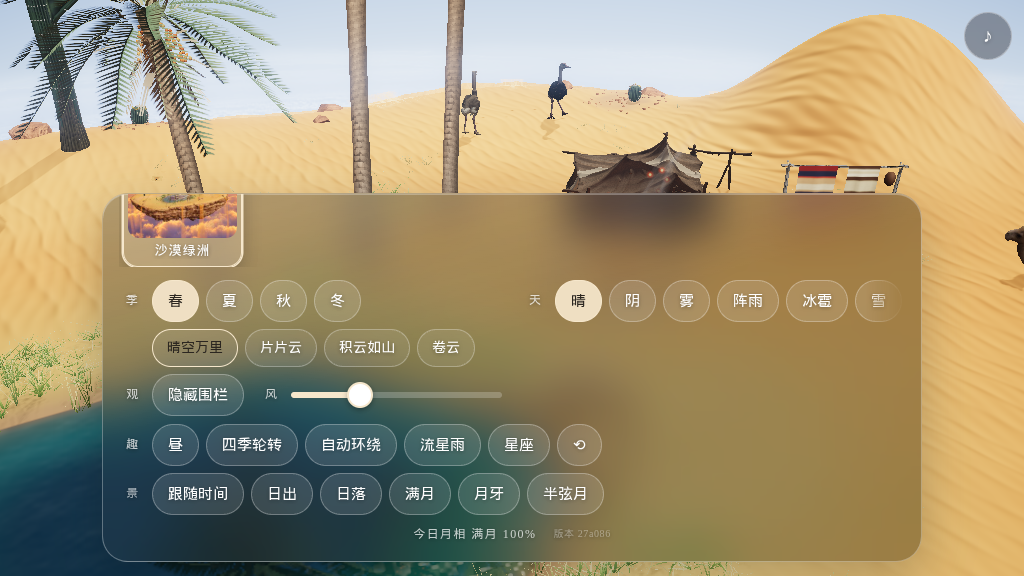 ♪
沙漠绿洲
季 春 夏 秋 冬 天 晴 阴 雾 阵雨 冰雹 雪
晴空万里 片片云 积云如山 卷云
观 隐藏围栏 风
趣 昼 四季轮转 自动环绕 流星雨 星座 ⟲
景 跟随时间 日出 日落 满月 月牙 半弦月
今日月相 满月 100% 版本 27a086